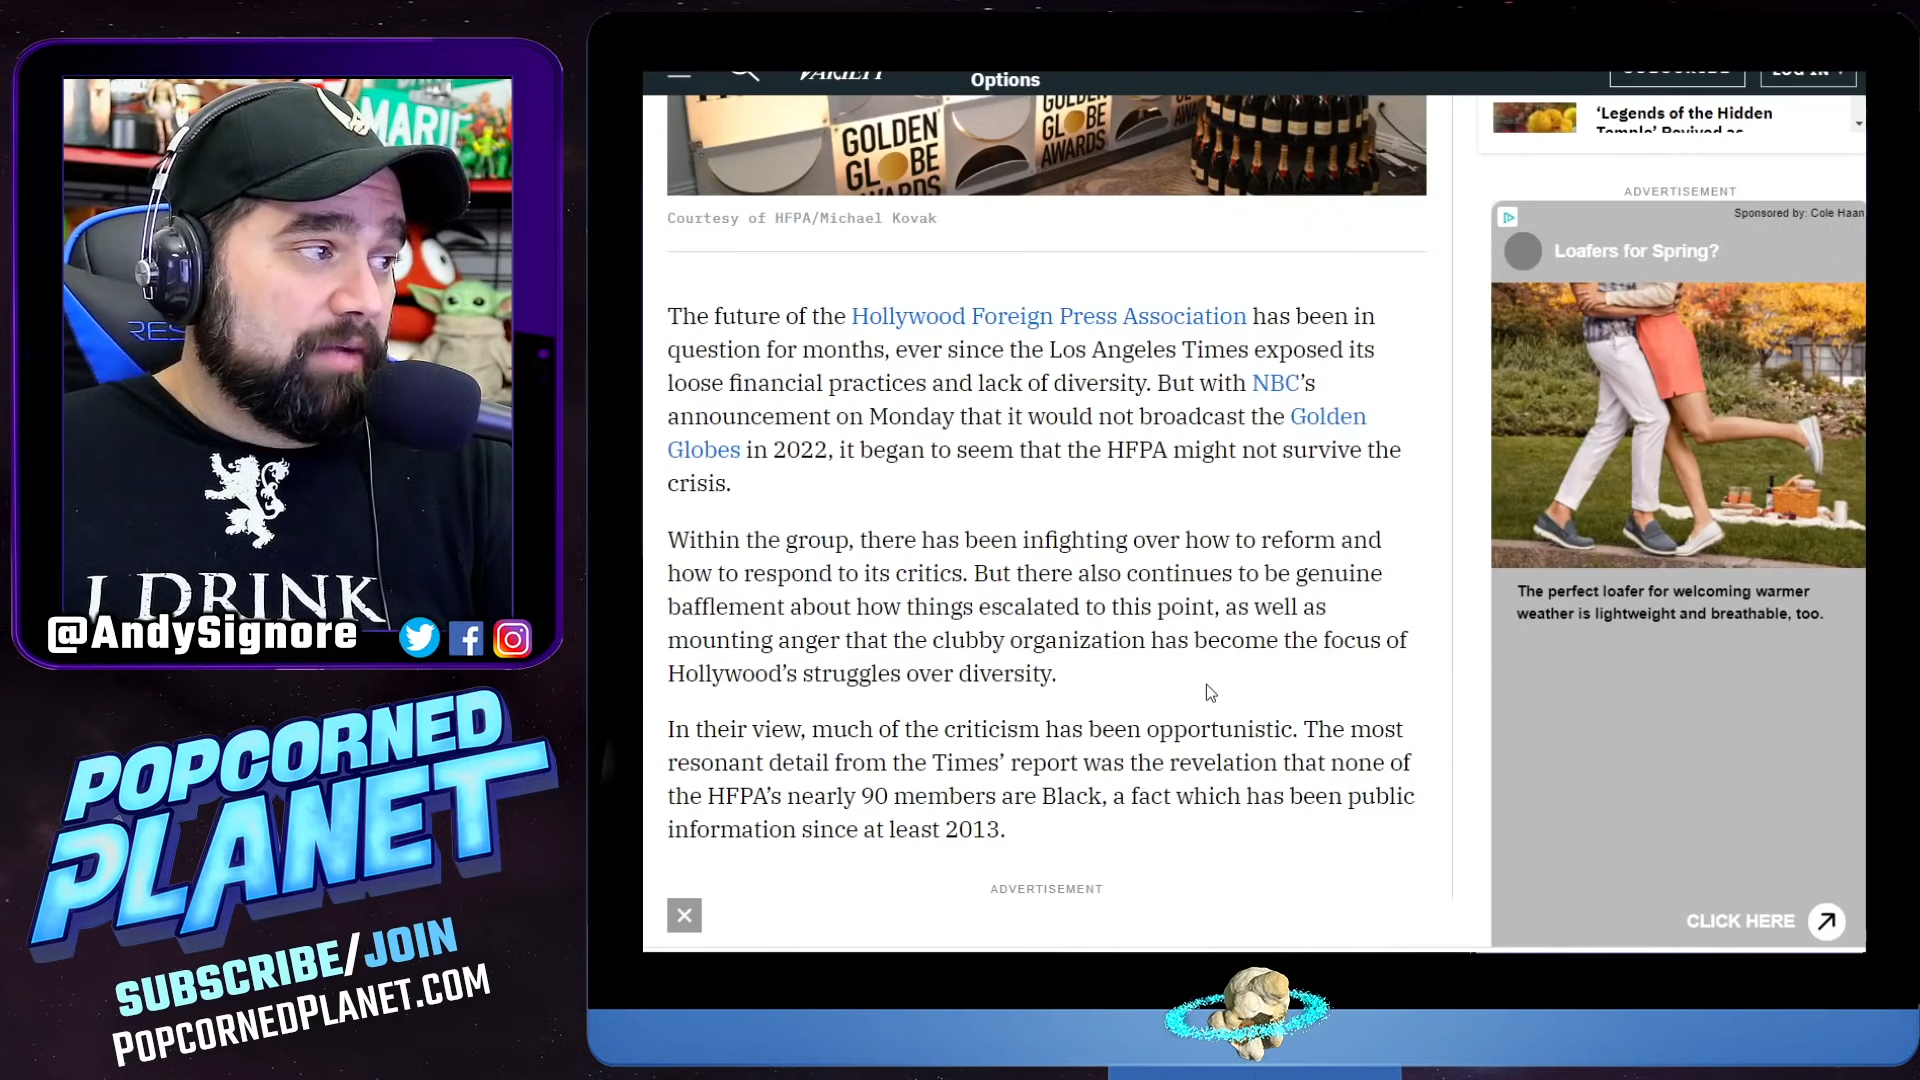 MARI
RES
I DRINK
@AndySignore
POPCORNED
PLANET
SUBSCRIBE/JOIN
POPCORNEDPLANET.COM
VARIETY
Options
SUBSCRIBE
LOG IN
GOLDEN
GLOBE
AWARDS
GOLDEN
GLOBE
AWARDS
Courtesy of HFPA/Michael Kovak
The future of the Hollywood Foreign Press Association has been in
question for months, ever since the Los Angeles Times exposed its
loose financial practices and lack of diversity. But with NBC’s
announcement on Monday that it would not broadcast the Golden
Globes in 2022, it began to seem that the HFPA might not survive the
crisis.
Within the group, there has been infighting over how to reform and
how to respond to its critics. But there also continues to be genuine
bafflement about how things escalated to this point, as well as
mounting anger that the clubby organization has become the focus of
Hollywood’s struggles over diversity.
In their view, much of the criticism has been opportunistic. The most
resonant detail from the Times’ report was the revelation that none of
the HFPA’s nearly 90 members are Black, a fact which has been public
information since at least 2013.
ADVERTISEMENT
‘Legends of the Hidden
Temple’ Revived as
ADVERTISEMENT
Sponsored by: Cole Haan
Loafers for Spring?
The perfect loafer for welcoming warmer
weather is lightweight and breathable, too.
CLICK HERE